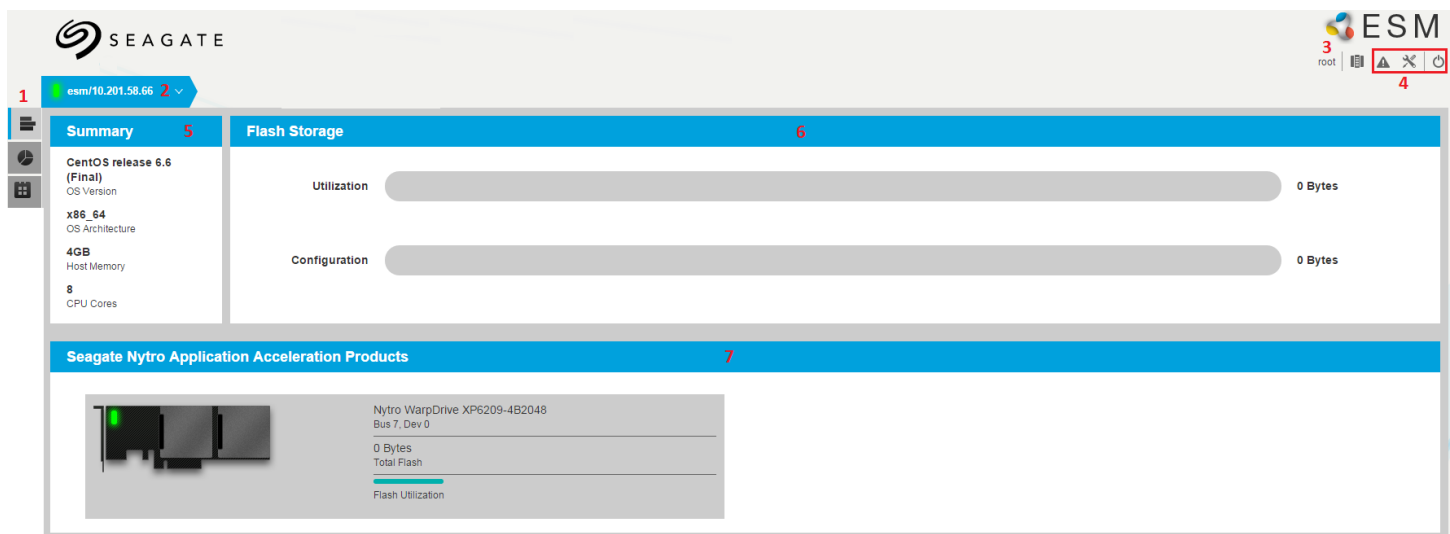 SEAGATE
ESM
3
root
4
1
esm/10.201.58.66 2
Summary 5
CentOS release 6.6
(Final)
OS Version
x86_64
OS Architecture
4GB
Host Memory
8
CPU Cores
Flash Storage 6
Utilization 0 Bytes
Configuration 0 Bytes
Seagate Nytro Application Acceleration Products 7
Nytro WarpDrive XP6209-4B2048
Bus 7, Dev 0
0 Bytes
Total Flash
Flash Utilization